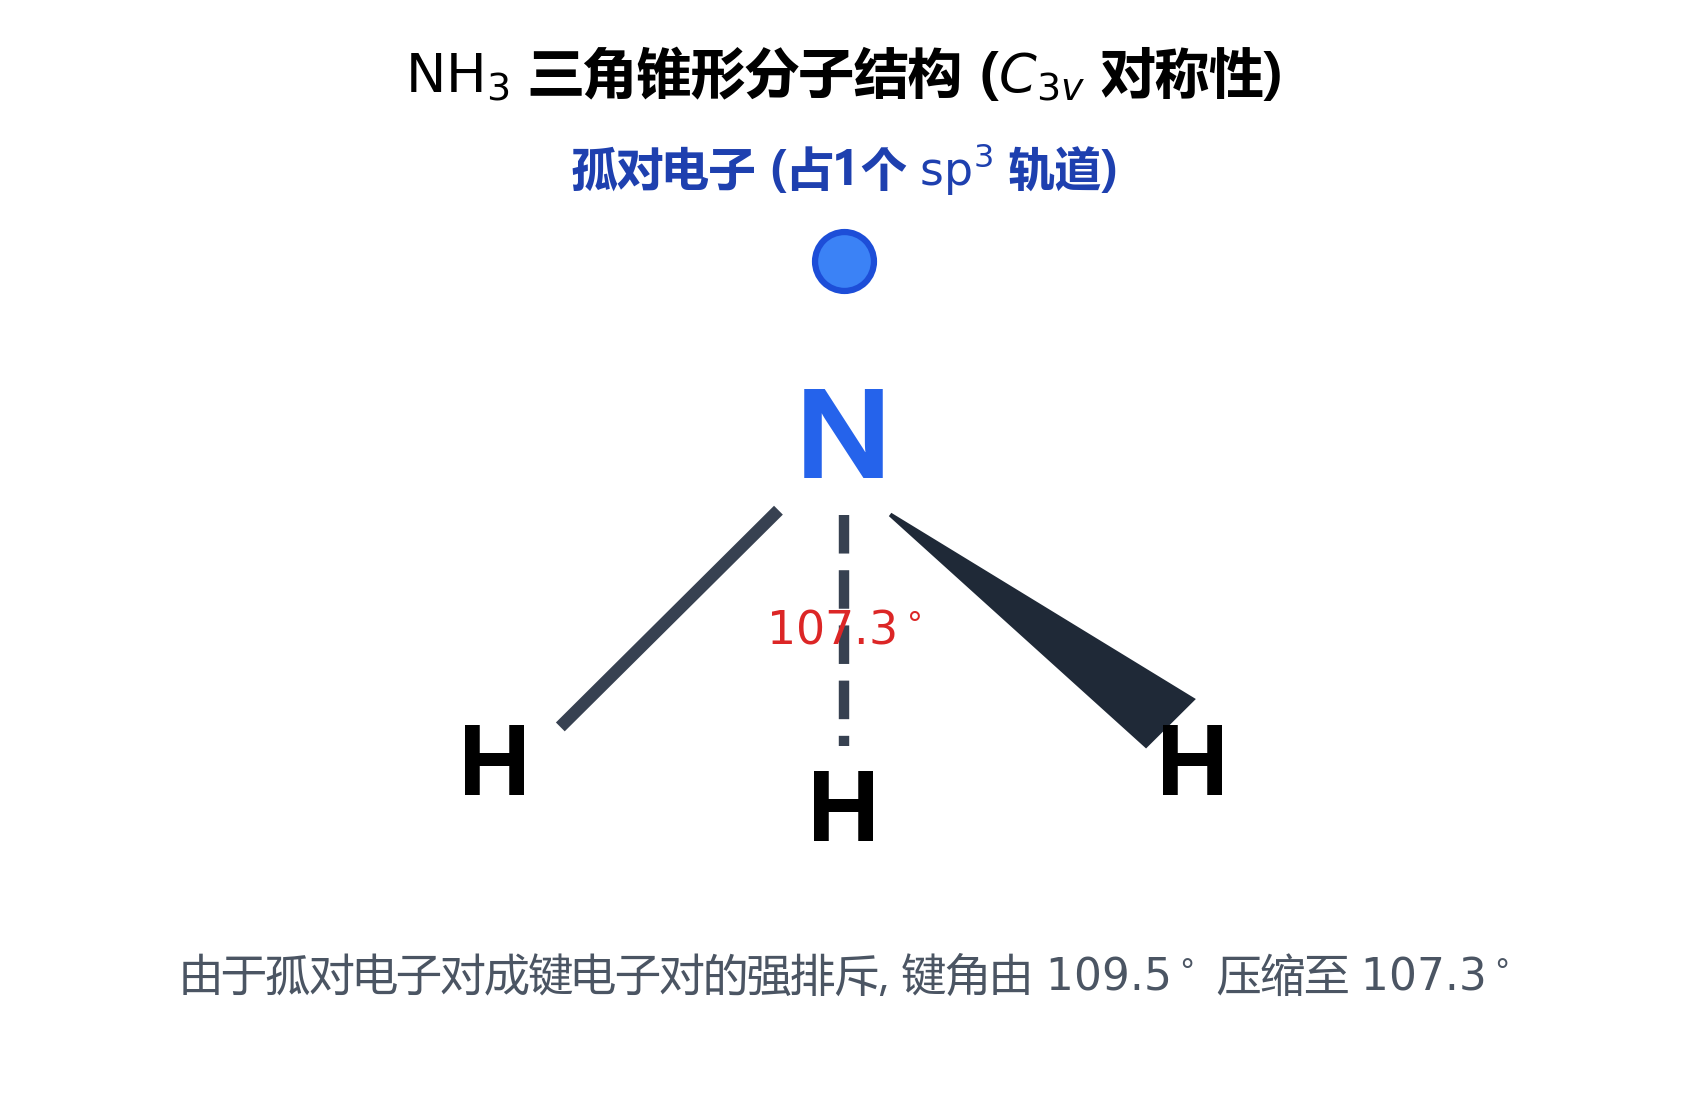 NH₃ 三角锥形分子结构 (C₃ᵥ 对称性)
孤对电子 (占1个 sp³ 轨道)
N
107.3°
H
H
H
由于孤对电子对成键电子对的强排斥, 键角由 109.5° 压缩至 107.3°